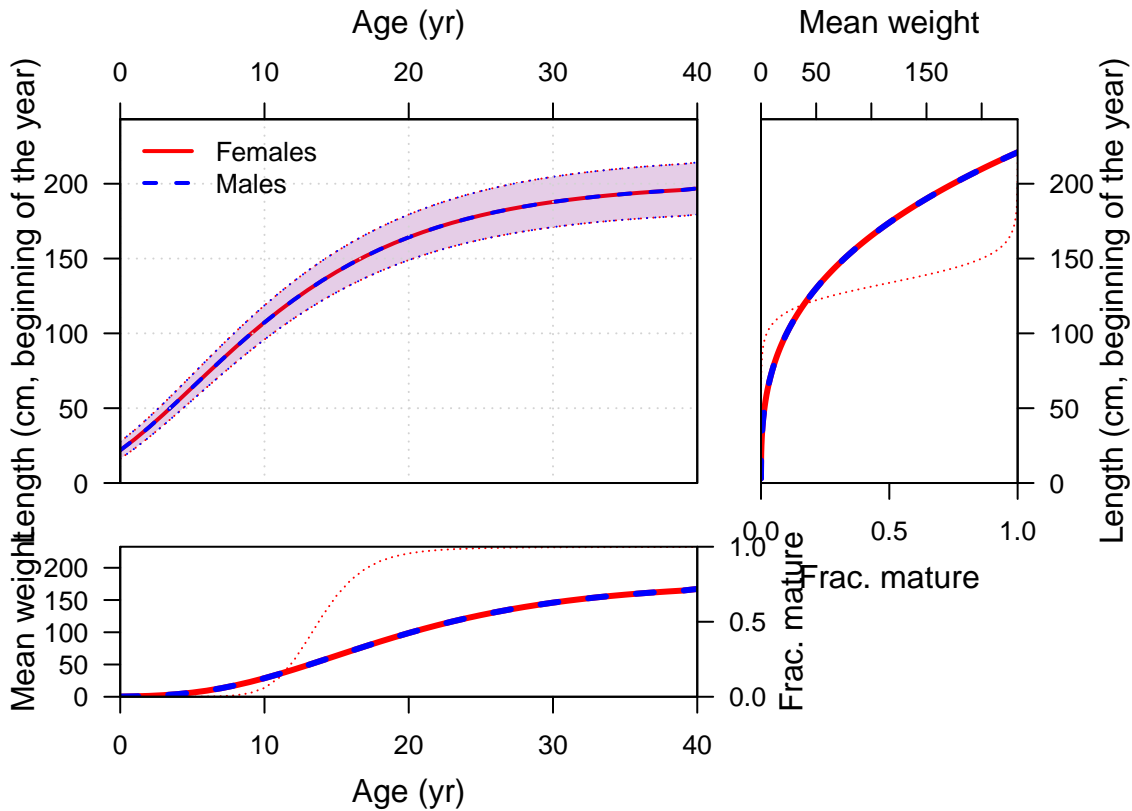 Age (yr)
0 10 20 30 40
Length (cm, beginning of the year)
200
150
100
50
0
Females
Males
Mean weight
0 50 150
Length (cm, beginning of the year)
200
150
100
50
0
0.0 0.5 1.0
Frac. mature
Mean weight
200
150
100
50
0
1.0
0.5
0.0
Frac. mature
0 10 20 30 40
Age (yr)